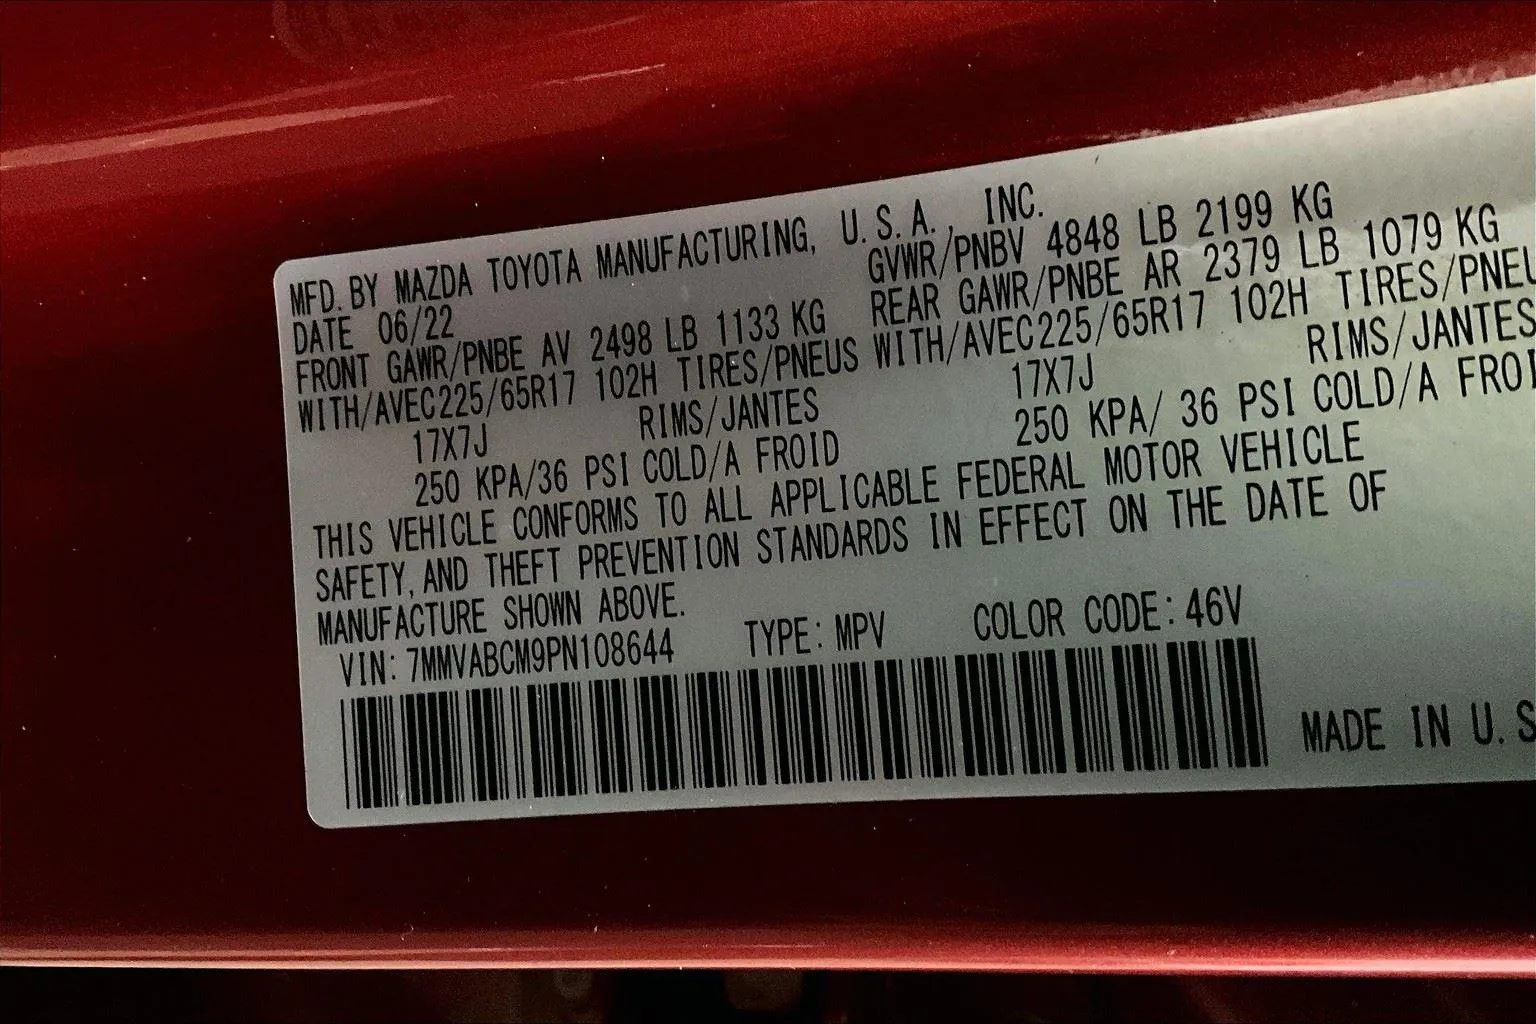 MFD. BY MAZDA TOYOTA MANUFACTURING, U.S.A., INC.
DATE 06/22 GVWR/PNBV 4848 LB 2199 KG
FRONT GAWR/PNBE AV 2498 LB 1133 KG REAR GAWR/PNBE AR 2379 LB 1079 KG
WITH/AVEC225/65R17 102H TIRES/PNEUS WITH/AVEC225/65R17 102H TIRES/PNEU
17X7J RIMS/JANTES 17X7J RIMS/JANTES
250 KPA/36 PSI COLD/A FROID 250 KPA/ 36 PSI COLD/A FROI
THIS VEHICLE CONFORMS TO ALL APPLICABLE FEDERAL MOTOR VEHICLE
SAFETY, AND THEFT PREVENTION STANDARDS IN EFFECT ON THE DATE OF
MANUFACTURE SHOWN ABOVE.
VIN: 7MMVABCM9PN108644 TYPE: MPV COLOR CODE: 46V
MADE IN U.S